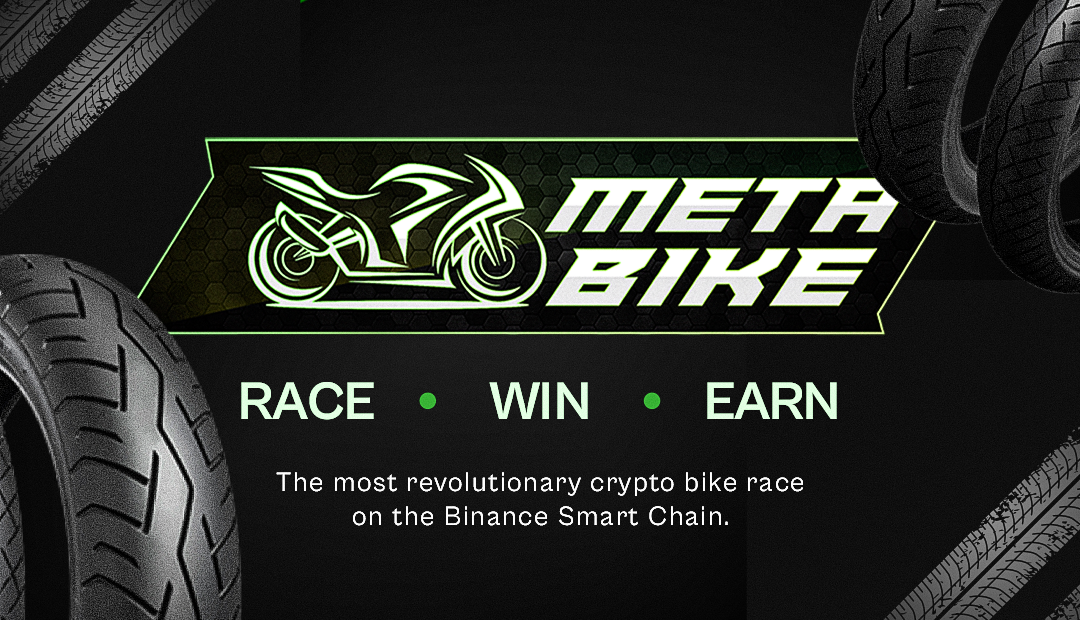 META
BIKE
RACE • WIN • EARN
The most revolutionary crypto bike race
on the Binance Smart Chain.